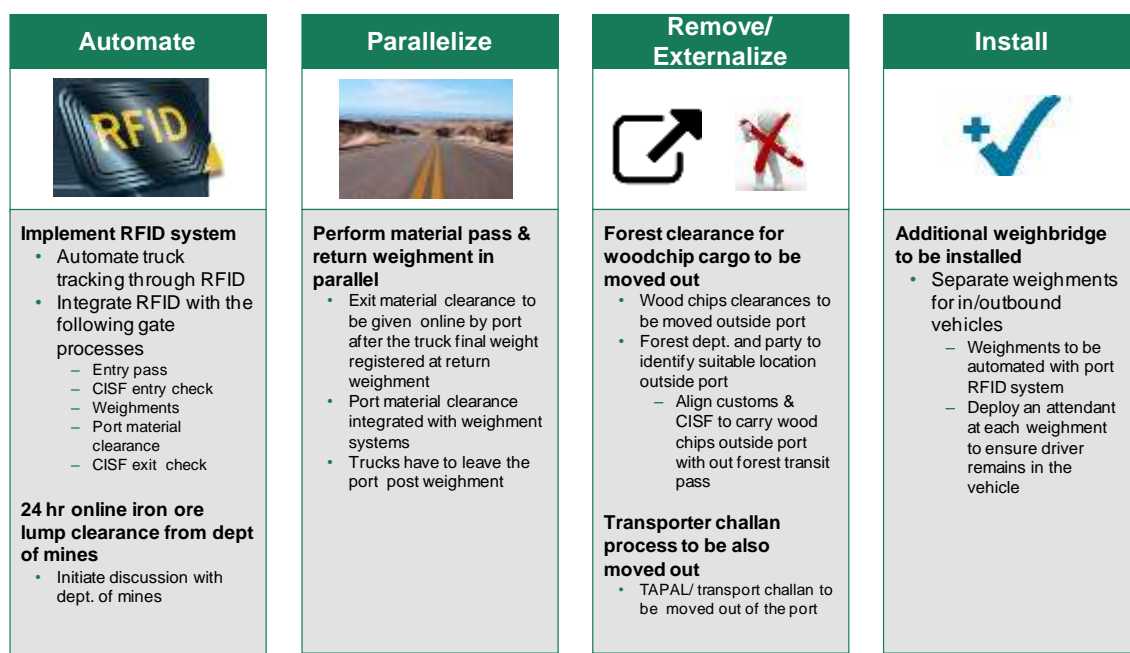 Automate
RFID
Implement RFID system
• Automate truck
tracking through RFID
• Integrate RFID with the
following gate
processes
– Entry pass
– CISF entry check
– Weighments
– Port material
clearance
– CISF exit check
24 hr online iron ore
lump clearance from dept
of mines
• Initiate discussion with
dept. of mines
Parallelize
Perform material pass &
return weighment in
parallel
• Exit material clearance to
be given online by port
after the truck final weight
registered at return
weighment
• Port material clearance
integrated with weighment
systems
• Trucks have to leave the
port post weighment
Remove/
Externalize
Forest clearance for
woodchip cargo to be
moved out
• Wood chips clearances to
be moved outside port
• Forest dept. and party to
identify suitable location
outside port
– Align customs &
CISF to carry wood
chips outside port
with out forest transit
pass
Transporter challan
process to be also
moved out
• TAPAL/ transport challan to
be moved out of the port
Install
Additional weighbridge
to be installed
• Separate weighments
for in/outbound
vehicles
– Weighments to be
automated with port
RFID system
– Deploy an attendant
at each weighment
to ensure driver
remains in the
vehicle